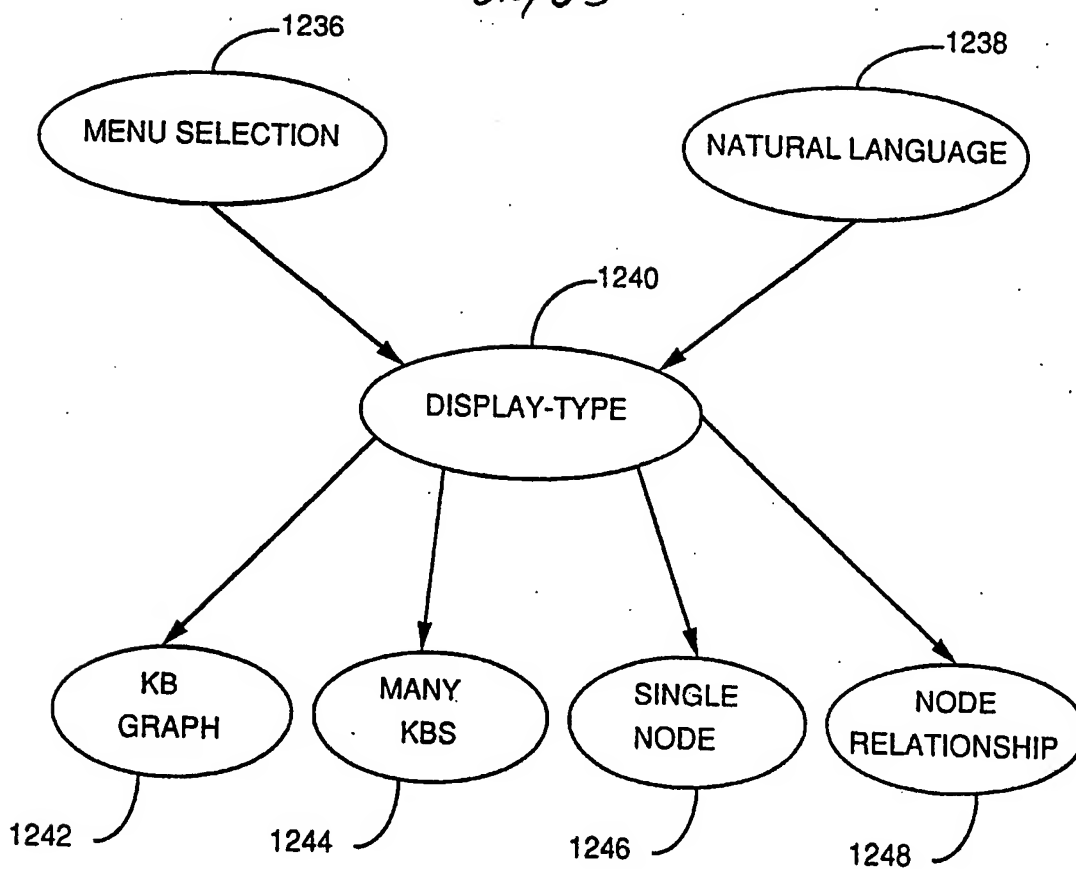 1236
1238
MENU SELECTION
NATURAL LANGUAGE
1240
DISPLAY-TYPE
KB
GRAPH
MANY
KBS
SINGLE
NODE
NODE
RELATIONSHIP
1242
1244
1246
1248